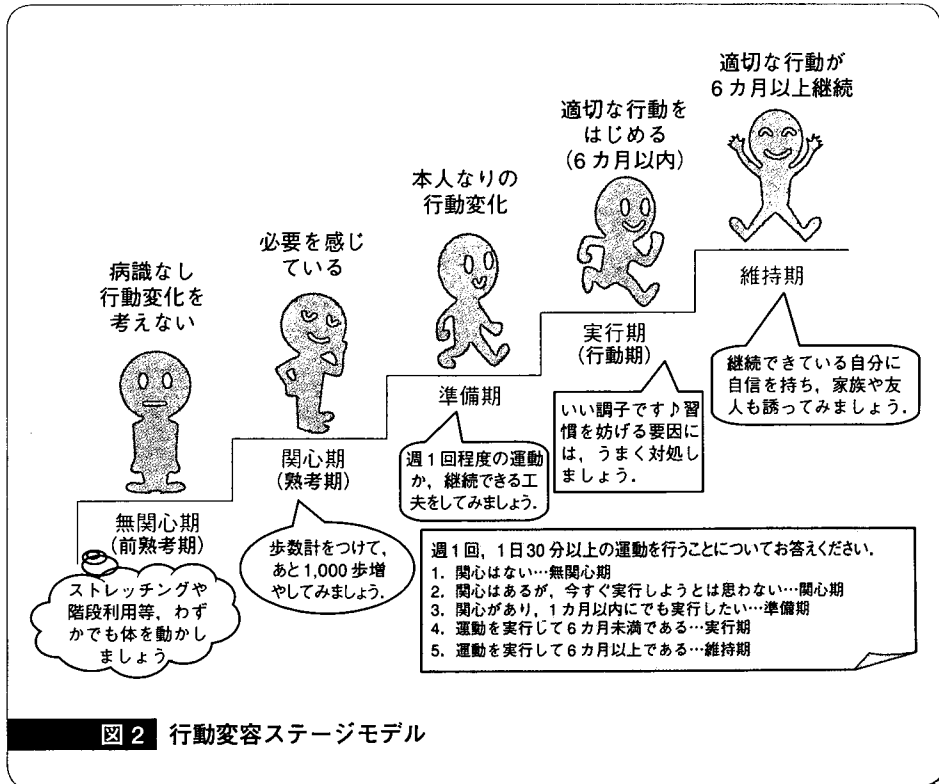 病識なし
行動変化を
考えない
無関心期
(前熟考期)
ストレッチングや
階段利用等，わず
かでも体を動かし
ましょう
必要を感じ
ている
関心期
(熟考期)
歩数計をつけて，
あと1,000歩増
やしてみましょう．
本人なりの
行動変化
準備期
週1回程度の運動
か，継続できる工
夫をしてみましょう．
適切な行動を
はじめる
(6カ月以内)
実行期
(行動期)
いい調子です♪習
慣を妨げる要因に
は，うまく対処し
ましょう．
適切な行動が
6カ月以上継続
維持期
継続できている自分に
自信を持ち，家族や友
人も誘ってみましょう．
週1回，1日30分以上の運動を行うことについてお答えください．
1. 関心はない…無関心期
2. 関心はあるが，今すぐ実行しようとは思わない…関心期
3. 関心があり，1カ月以内にでも実行したい…準備期
4. 運動を実行して6カ月未満である…実行期
5. 運動を実行して6カ月以上である…維持期
図2 行動変容ステージモデル